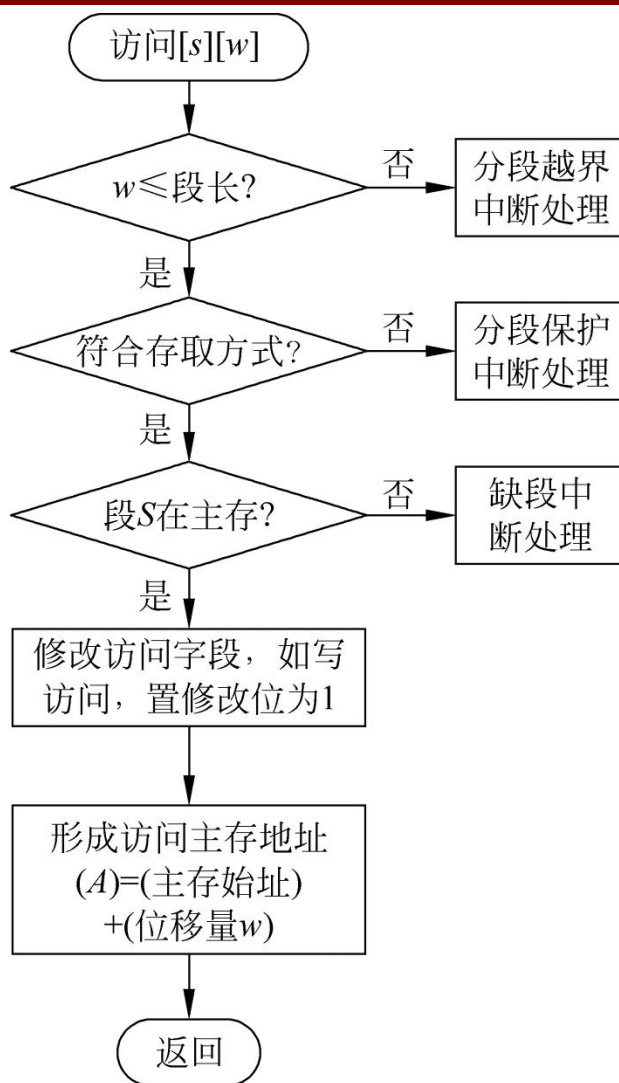 访问[s][w]
w≤段长?
否
分段越界
中断处理
是
符合存取方式?
否
分段保护
中断处理
是
段S在主存?
否
缺段中
断处理
是
修改访问字段，如写
访问，置修改位为1
形成访问主存地址
(A)=(主存始址)
+(位移量w)
返回